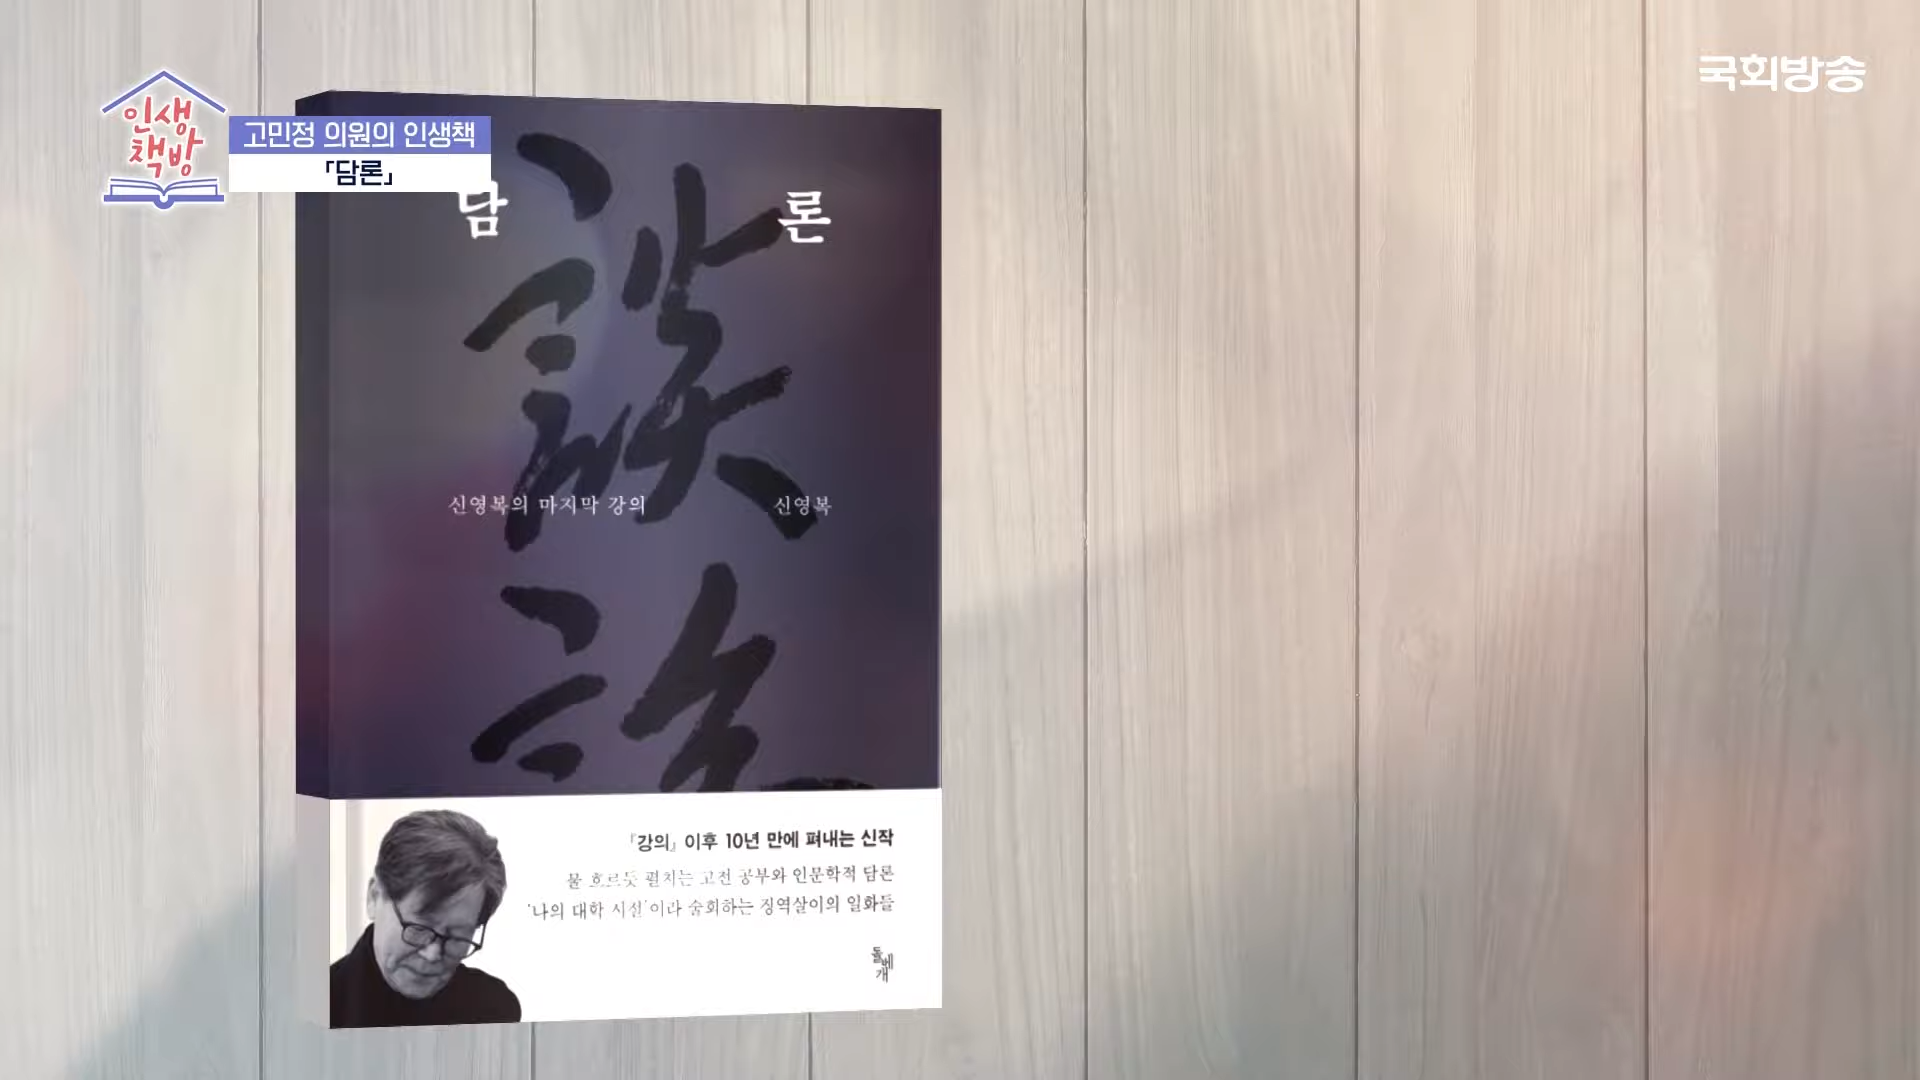 국회방송
인생
책방
고민정 의원의 인생책
「담론」
담 론
談
신영복의 마지막 강의 신영복
『강의』 이후 10년 만에 펴내는 신작
물 흐르듯 펼치는 고전 공부와 인문학적 담론
'나의 대학 시절'이라 술회하는 징역살이의 일화들
돌베개